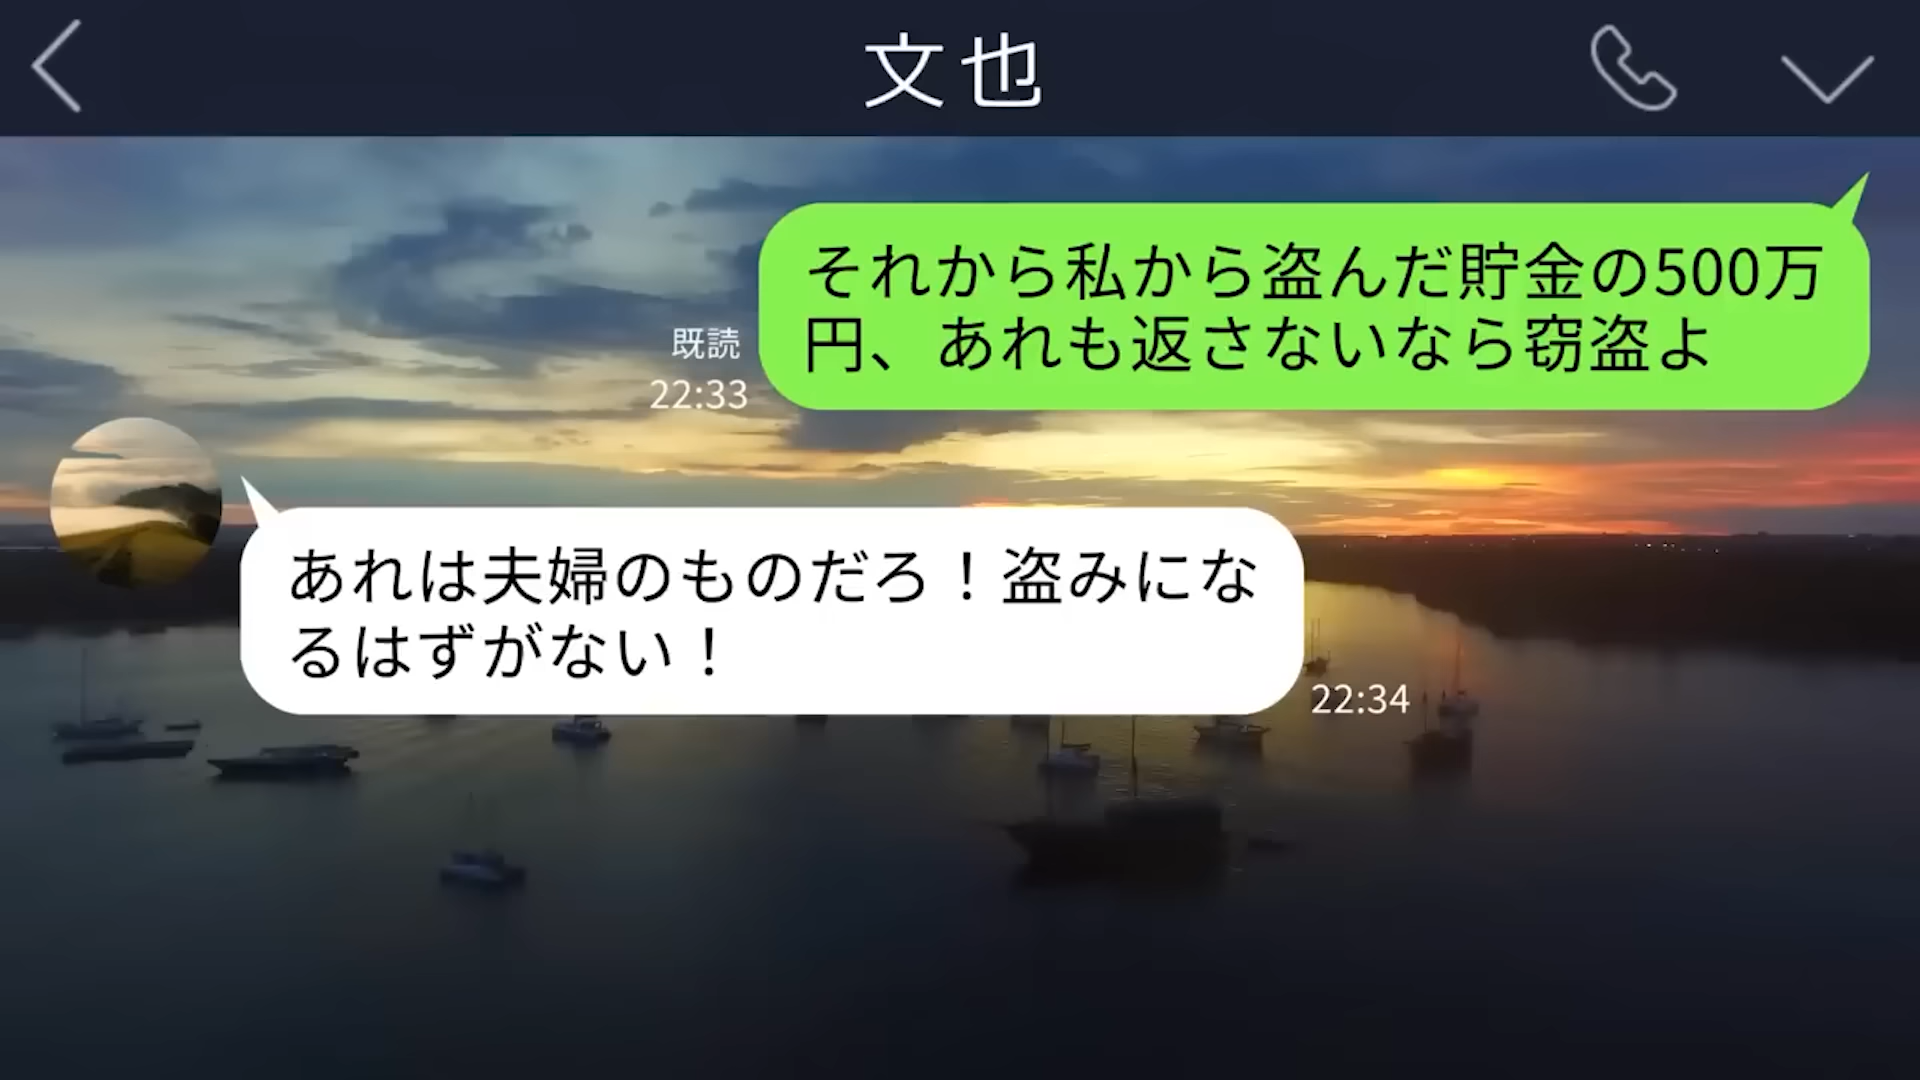 文也
それから私から盗んだ貯金の500万
円、あれも返さないなら窃盗よ
既読
22:33
あれは夫婦のものだろ！盗みにな
るはずがない！
22:34